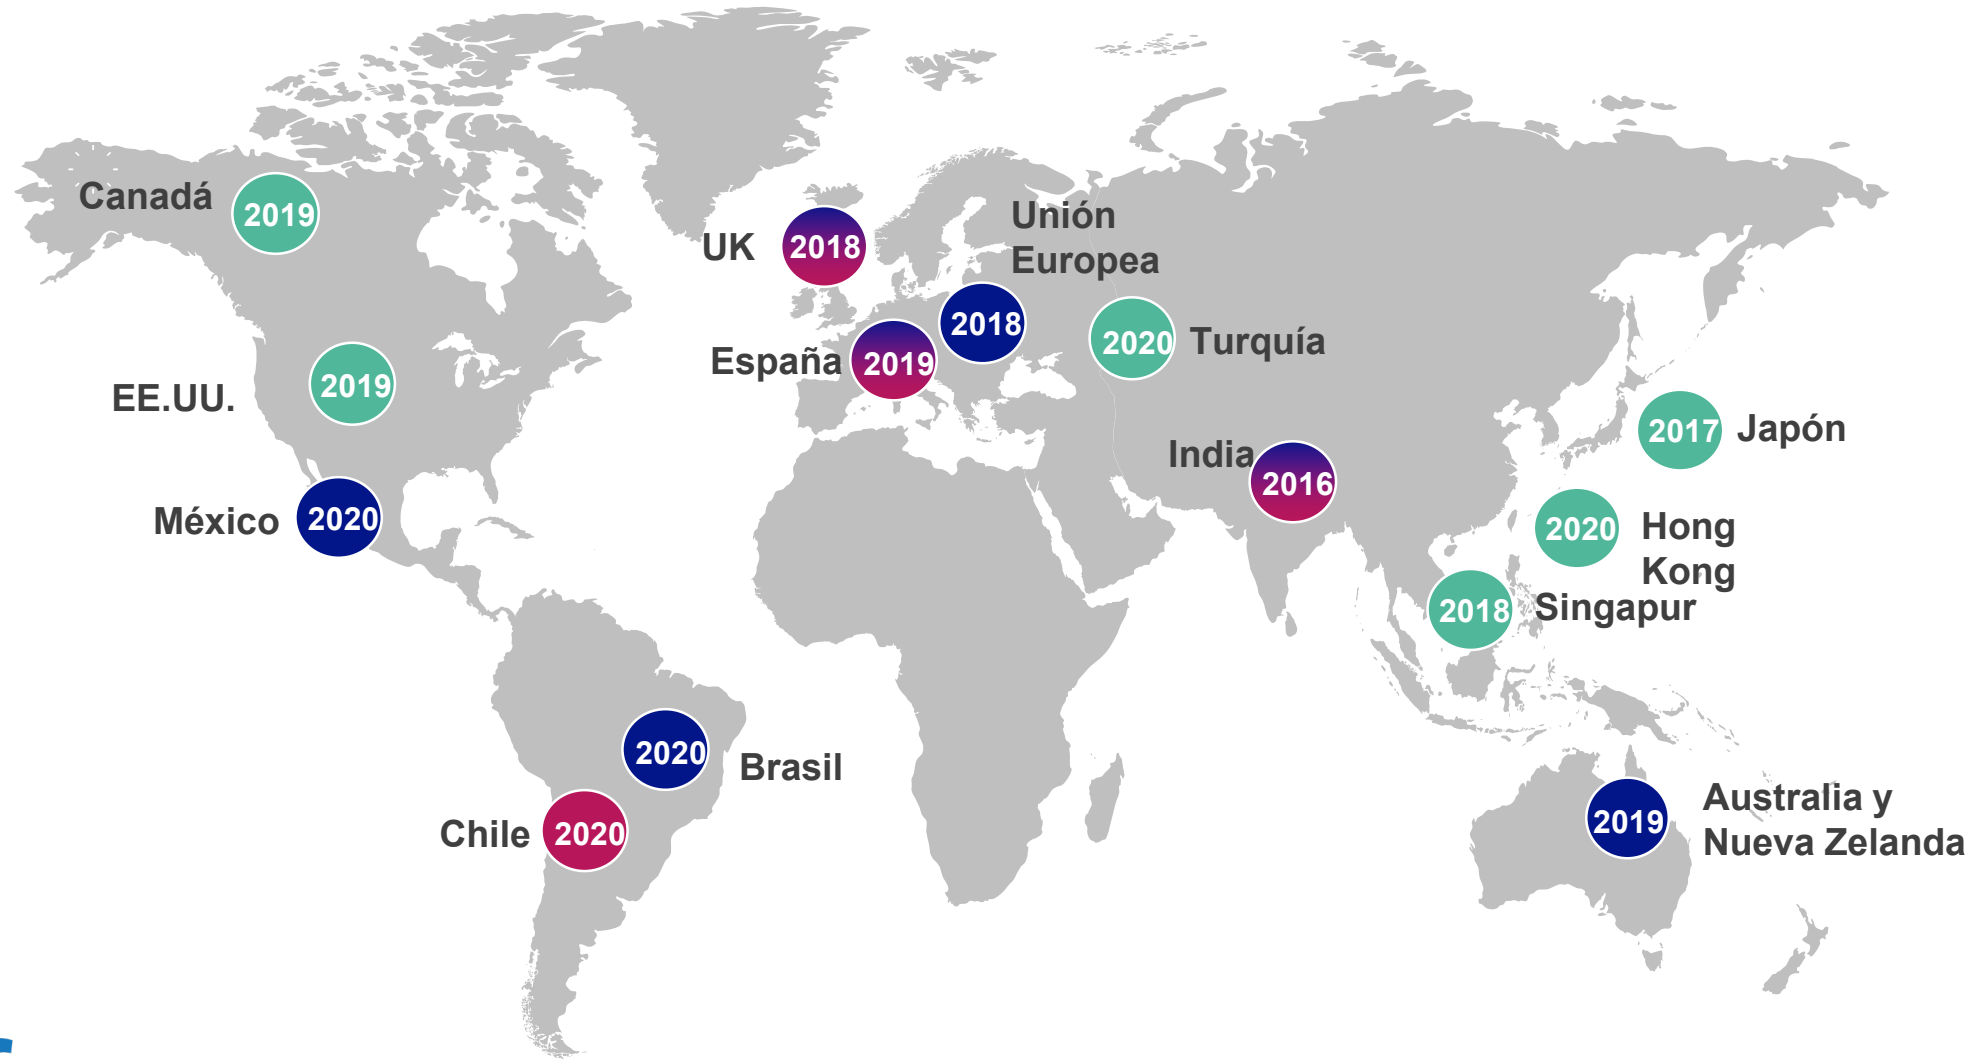 Canadá
2019
UK
2018
Unión
Europea
2018
España
2019
2020
Turquía
EE.UU.
2019
México
2020
India
2016
2017
Japón
2020
Hong
Kong
2018
Singapur
2020
Brasil
Chile
2020
2019
Australia y
Nueva Zelanda